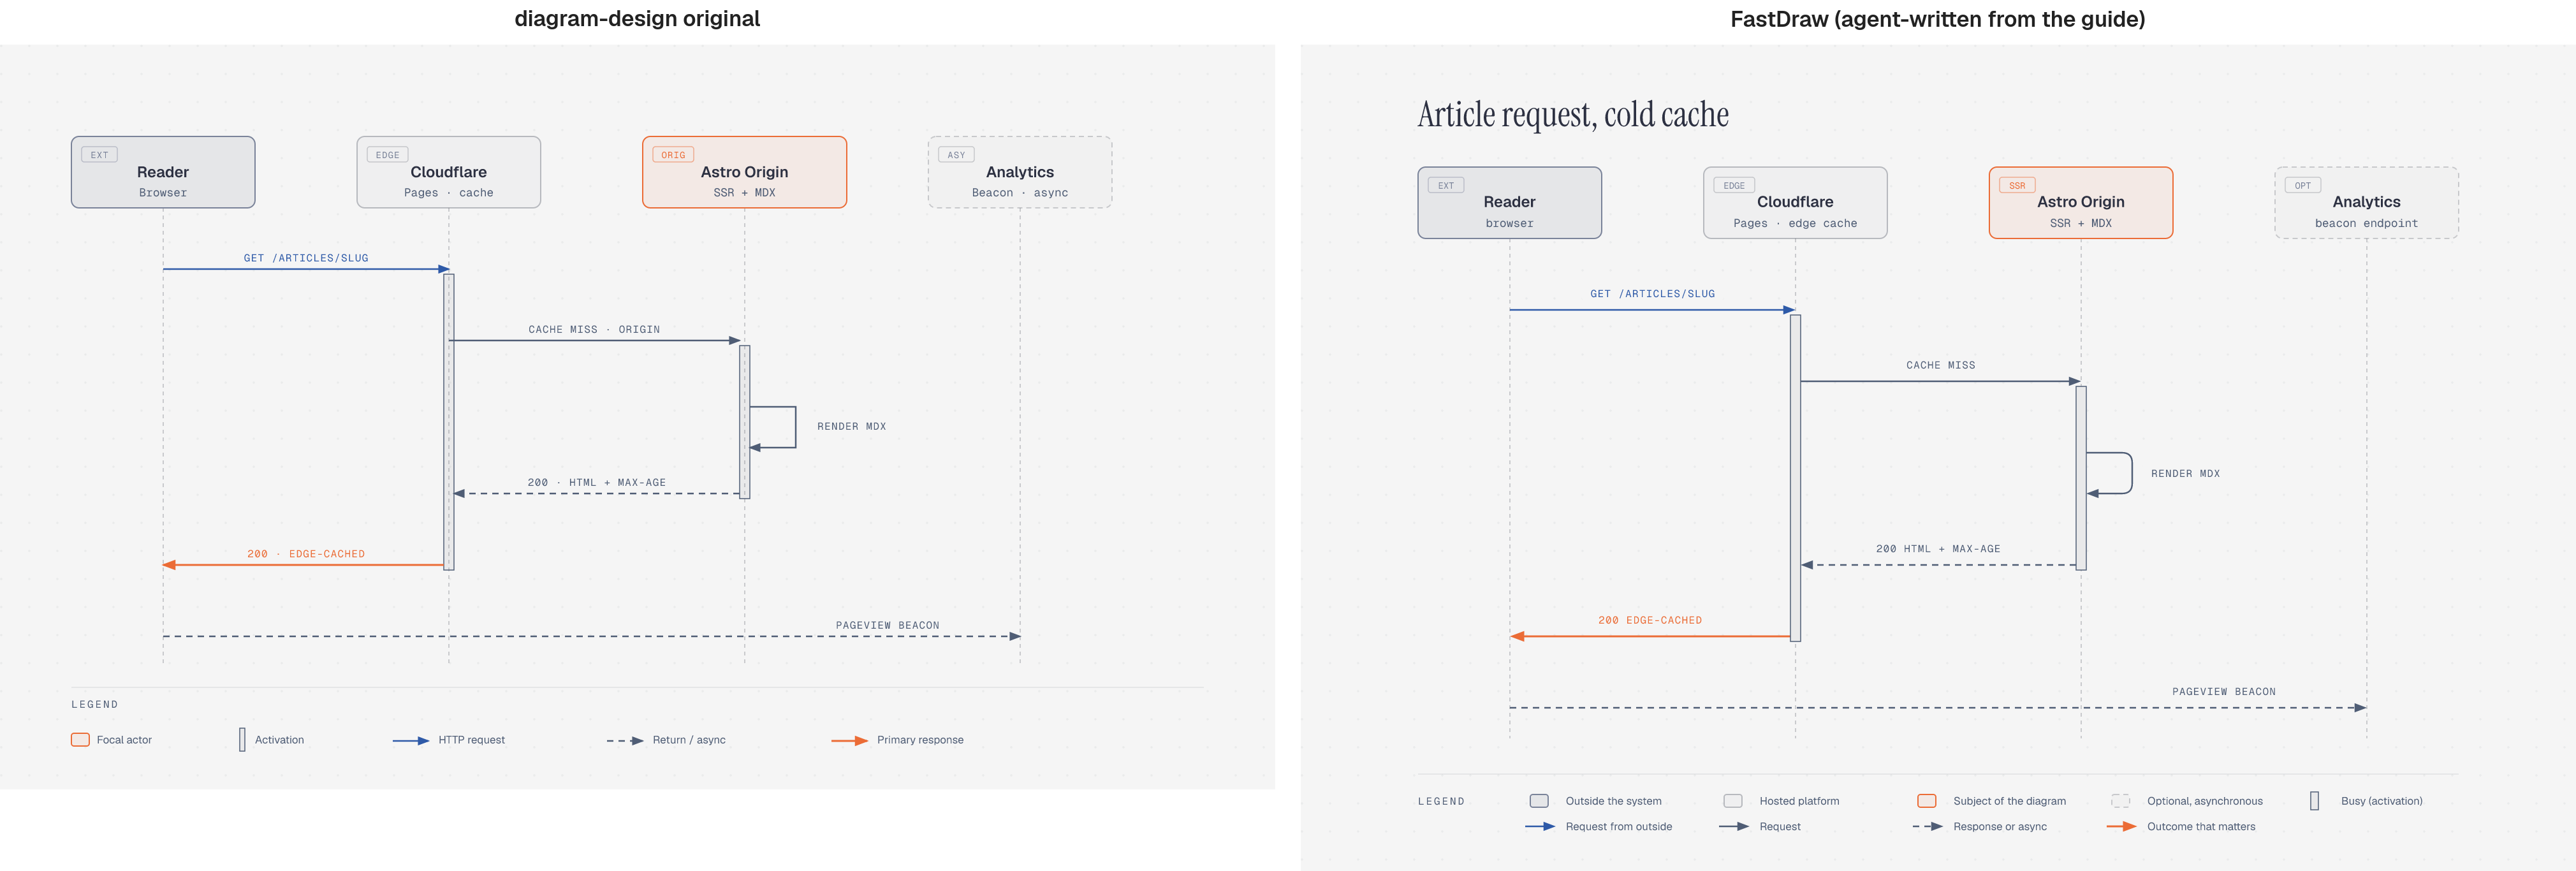 diagram-design original
EXT
Reader
Browser
EDGE
Cloudflare
Pages · cache
ORIG
Astro Origin
SSR + MDX
ASY
Analytics
Beacon · async
GET /ARTICLES/SLUG
CACHE MISS · ORIGIN
RENDER MDX
200 · HTML + MAX-AGE
200 · EDGE-CACHED
PAGEVIEW BEACON
LEGEND
Focal actor
Activation
HTTP request
Return / async
Primary response
FastDraw (agent-written from the guide)
Article request, cold cache
EXT
Reader
browser
EDGE
Cloudflare
Pages · edge cache
SSR
Astro Origin
SSR + MDX
OPT
Analytics
beacon endpoint
GET /ARTICLES/SLUG
CACHE MISS
RENDER MDX
200 HTML + MAX-AGE
200 EDGE-CACHED
PAGEVIEW BEACON
LEGEND
Outside the system
Hosted platform
Subject of the diagram
Optional, asynchronous
Busy (activation)
Request from outside
Request
Response or async
Outcome that matters